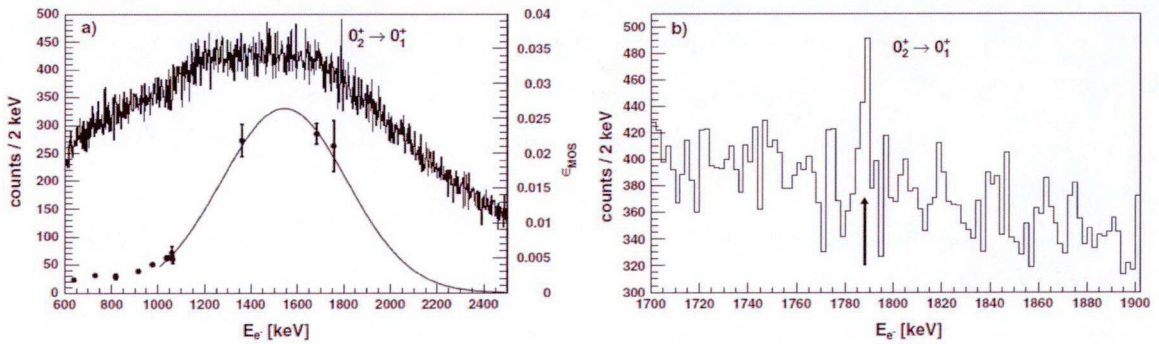 a)
0₂⁺ → 0₁⁺
counts / 2 keV
500
450
400
350
300
250
200
150
100
50
0
600 800 1000 1200 1400 1600 1800 2000 2200 2400
E_e⁻ [keV]
0.04
0.035
0.03
0.025
0.02
0.015
0.01
0.005
0
ε_MOS
b)
0₂⁺ → 0₁⁺
counts / 2 keV
500
480
460
440
420
400
380
360
340
320
300
1700 1720 1740 1760 1780 1800 1820 1840 1860 1880 1900
E_e⁻ [keV]